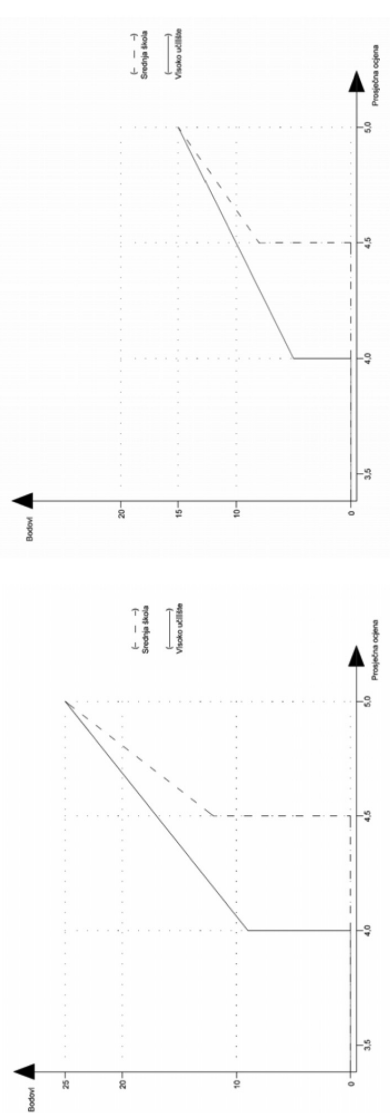 Bodovi
25
20
10
0
3,5
4,0
4,5
5,0
Prosječna ocjena
(– – –)
Srednja škola
(———)
Visoko učilište
Bodovi
20
15
10
0
3,5
4,0
4,5
5,0
Prosječna ocjena
(– – –)
Srednja škola
(———)
Visoko učilište